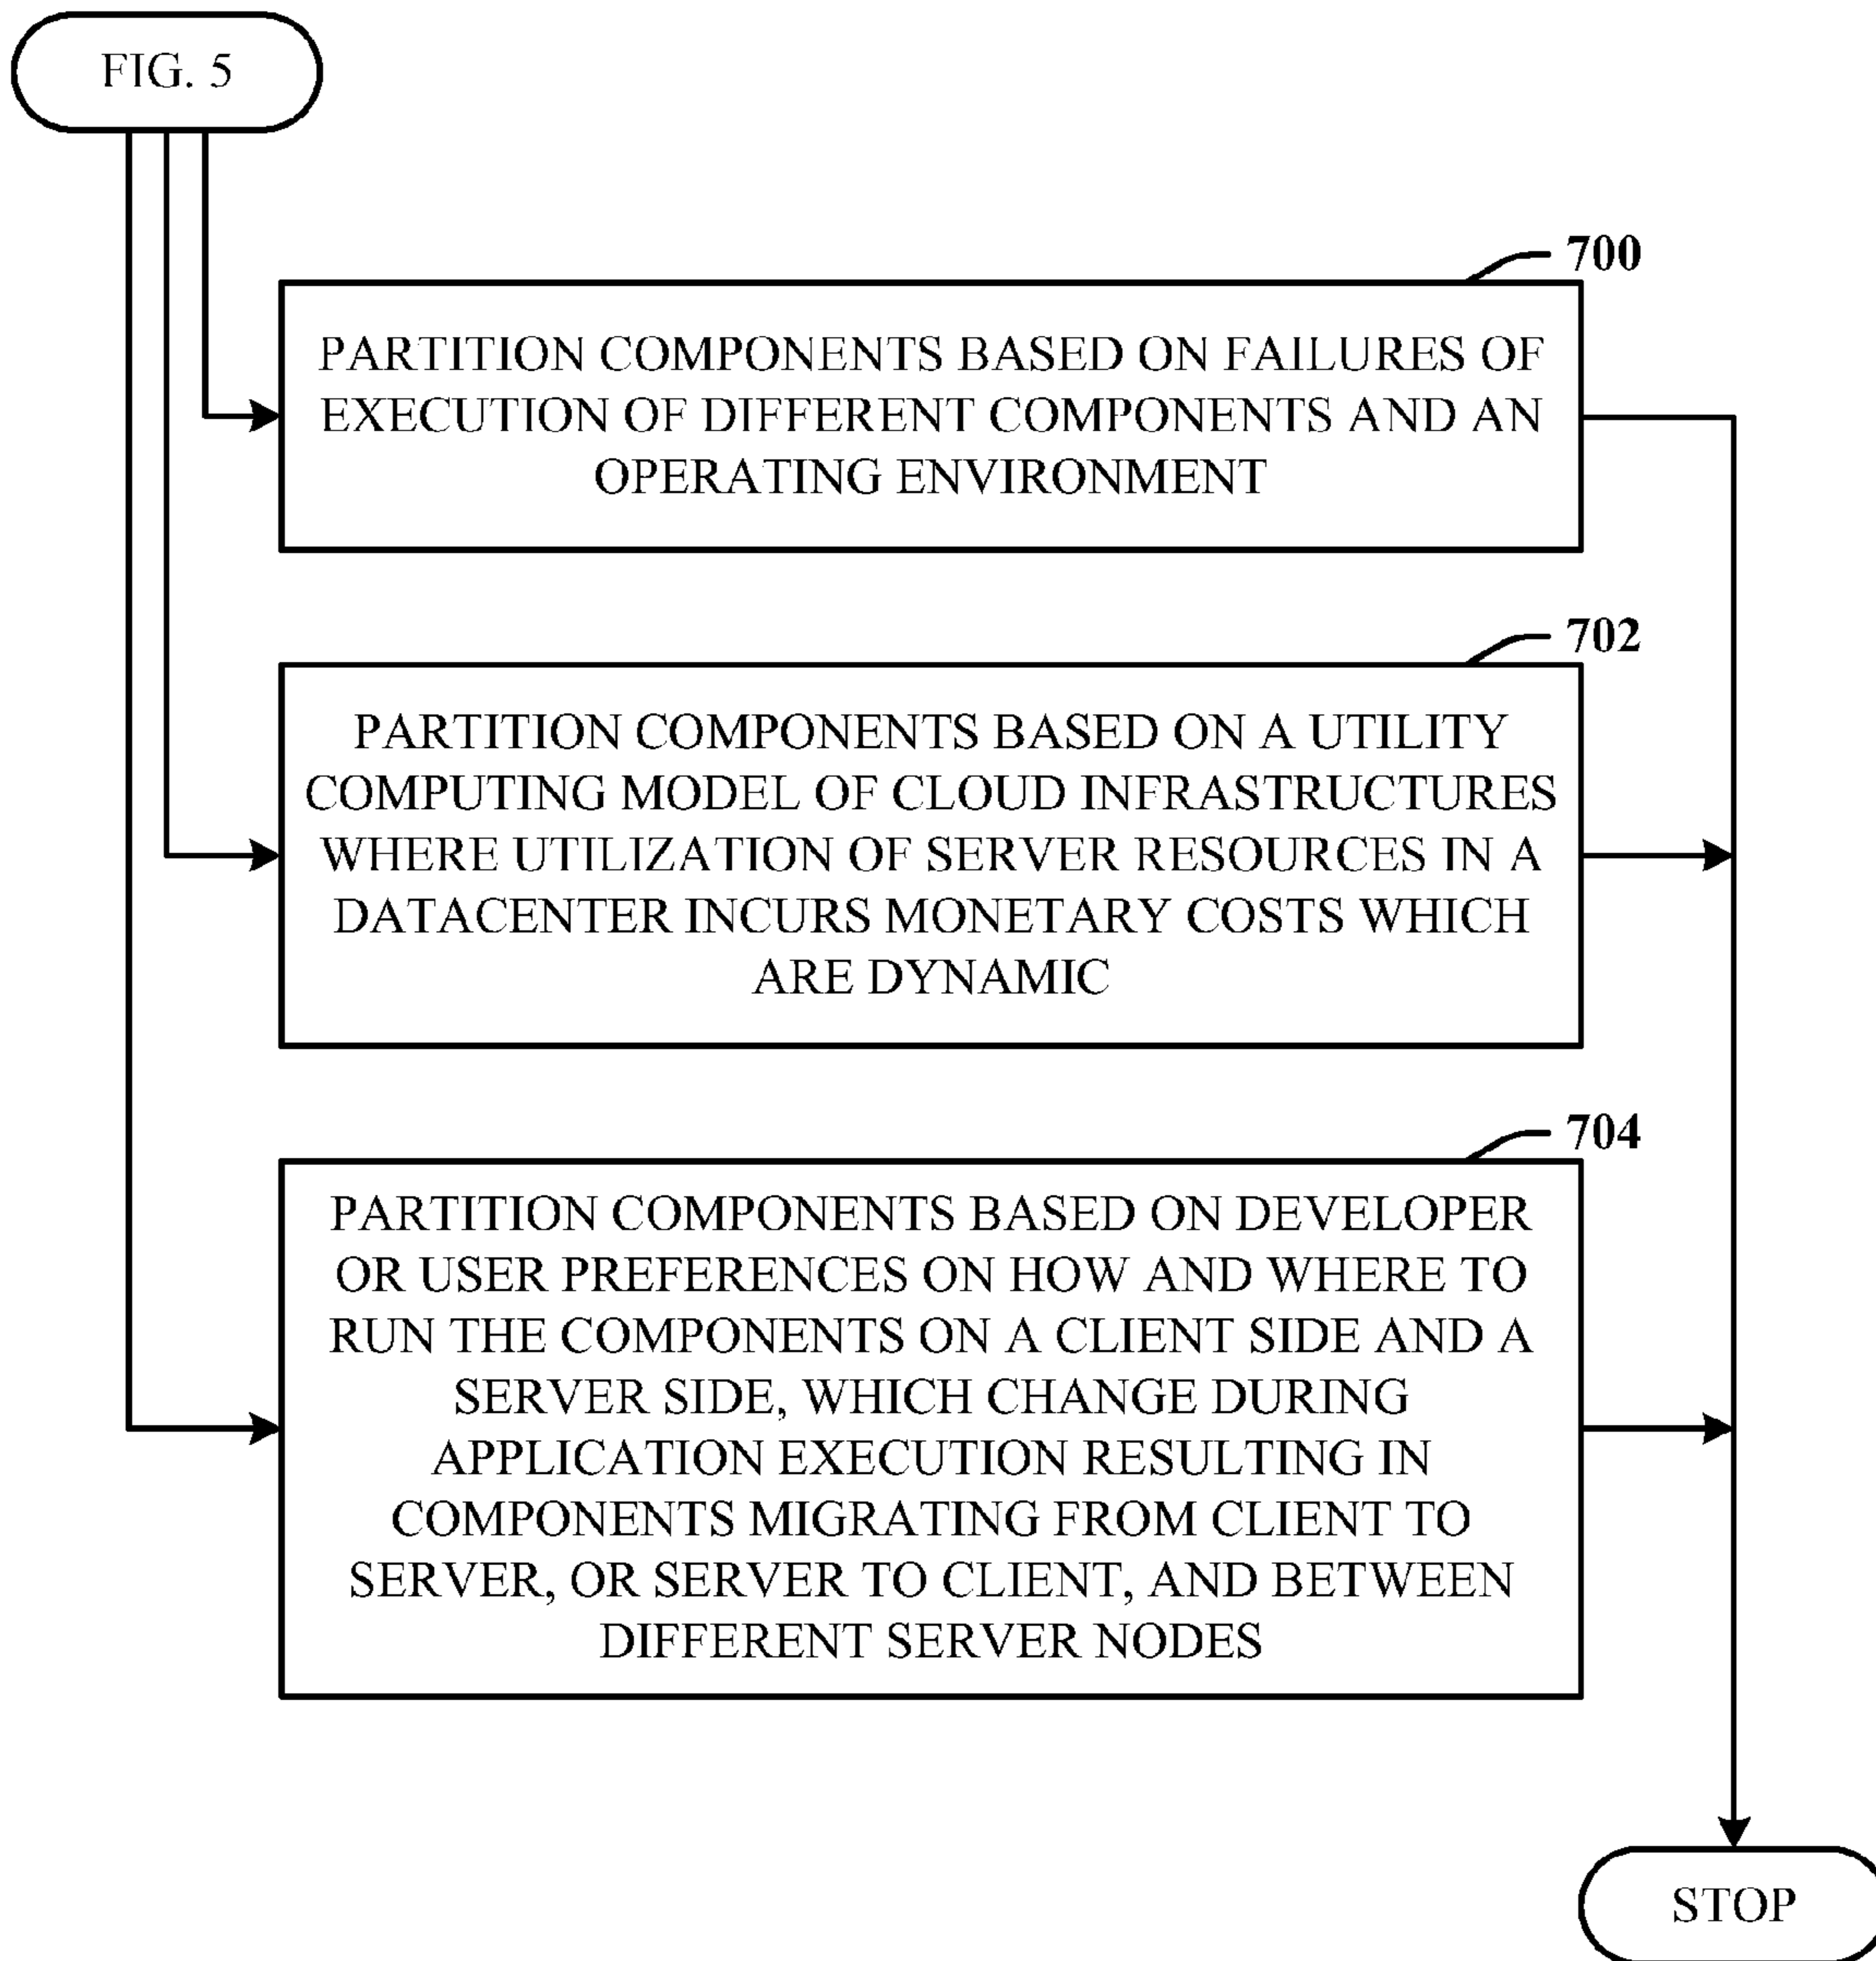 FIG. 5
700
PARTITION COMPONENTS BASED ON FAILURES OF
EXECUTION OF DIFFERENT COMPONENTS AND AN
OPERATING ENVIRONMENT
702
PARTITION COMPONENTS BASED ON A UTILITY
COMPUTING MODEL OF CLOUD INFRASTRUCTURES
WHERE UTILIZATION OF SERVER RESOURCES IN A
DATACENTER INCURS MONETARY COSTS WHICH
ARE DYNAMIC
704
PARTITION COMPONENTS BASED ON DEVELOPER
OR USER PREFERENCES ON HOW AND WHERE TO
RUN THE COMPONENTS ON A CLIENT SIDE AND A
SERVER SIDE, WHICH CHANGE DURING
APPLICATION EXECUTION RESULTING IN
COMPONENTS MIGRATING FROM CLIENT TO
SERVER, OR SERVER TO CLIENT, AND BETWEEN
DIFFERENT SERVER NODES
STOP